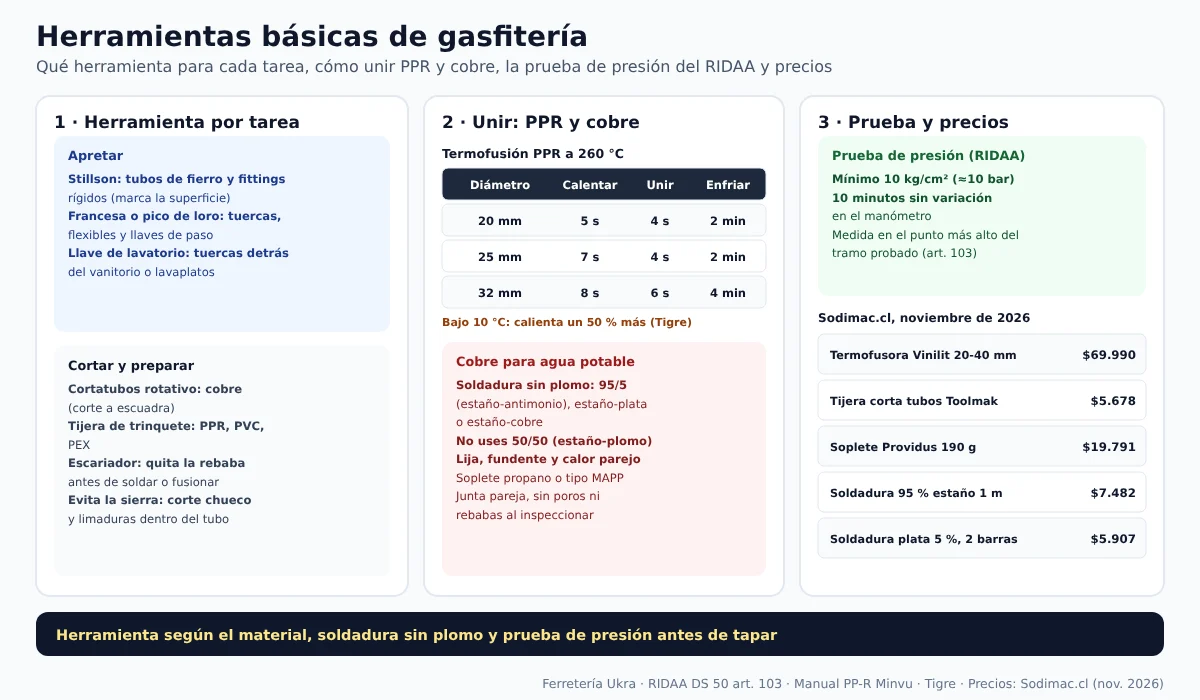 Herramientas básicas de gasfitería
Qué herramienta para cada tarea, cómo unir PPR y cobre, la prueba de presión del RIDAA y precios
1 · Herramienta por tarea
Apretar
Stillson: tubos de fierro y fittings
rígidos (marca la superficie)
Francesa o pico de loro: tuercas,
flexibles y llaves de paso
Llave de lavatorio: tuercas detrás
del vanitorio o lavaplatos
Cortar y preparar
Cortatubos rotativo: cobre
(corte a escuadra)
Tijera de trinquete: PPR, PVC,
PEX
Escariador: quita la rebaba
antes de soldar o fusionar
Evita la sierra: corte chueco
y limaduras dentro del tubo
2 · Unir: PPR y cobre
Termofusión PPR a 260 °C
Diámetro Calentar Unir Enfriar
20 mm 5 s 4 s 2 min
25 mm 7 s 4 s 2 min
32 mm 8 s 6 s 4 min
Bajo 10 °C: calienta un 50 % más (Tigre)
Cobre para agua potable
Soldadura sin plomo: 95/5
(estaño-antimonio), estaño-plata
o estaño-cobre
No uses 50/50 (estaño-plomo)
Lija, fundente y calor parejo
Soplete propano o tipo MAPP
Junta pareja, sin poros ni
rebabas al inspeccionar
3 · Prueba y precios
Prueba de presión (RIDAA)
Mínimo 10 kg/cm² (≈10 bar)
10 minutos sin variación
en el manómetro
Medida en el punto más alto del
tramo probado (art. 103)
Sodimac.cl, noviembre de 2026
Termofusora Vinilit 20-40 mm $69.990
Tijera corta tubos Toolmak $5.678
Soplete Providus 190 g $19.791
Soldadura 95 % estaño 1 m $7.482
Soldadura plata 5 %, 2 barras $5.907
Herramienta según el material, soldadura sin plomo y prueba de presión antes de tapar
Ferretería Ukra · RIDAA DS 50 art. 103 · Manual PP-R Minvu · Tigre · Precios: Sodimac.cl (nov. 2026)